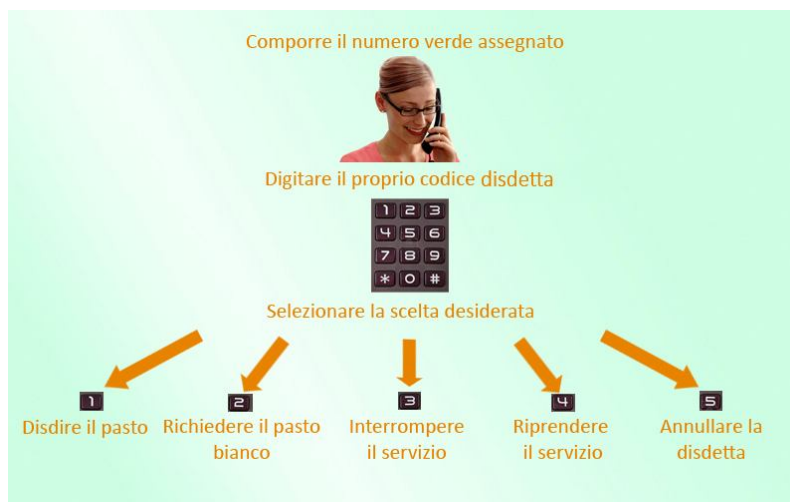 Comporre il numero verde assegnato
Digitare il proprio codice disdetta
1 2 3
4 5 6
7 8 9
* 0 #
Selezionare la scelta desiderata
1
Disdire il pasto
2
Richiedere il pasto
bianco
3
Interrompere
il servizio
4
Riprendere
il servizio
5
Annullare la
disdetta